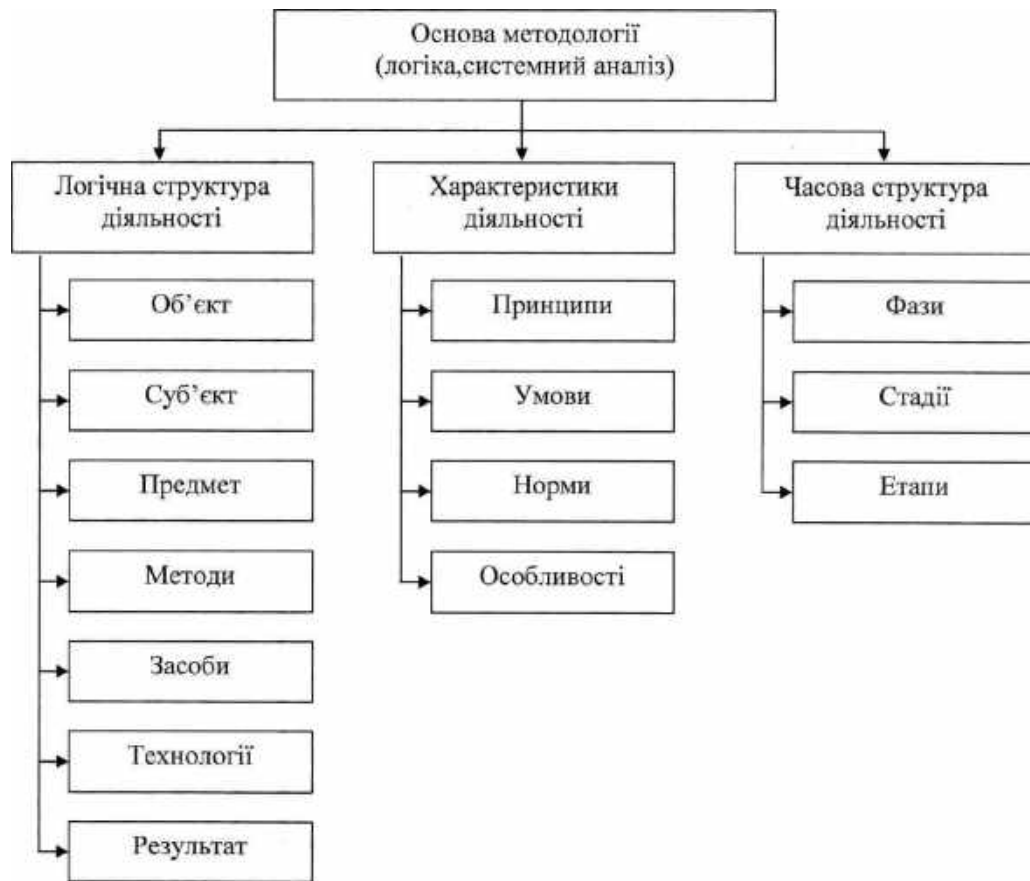 Основа методології
(логіка,системний аналіз)
Логічна структура
діяльності
Об’єкт
Суб’єкт
Предмет
Методи
Засоби
Технології
Результат
Характеристики
діяльності
Принципи
Умови
Норми
Особливості
Часова структура
діяльності
Фази
Стадії
Етапи